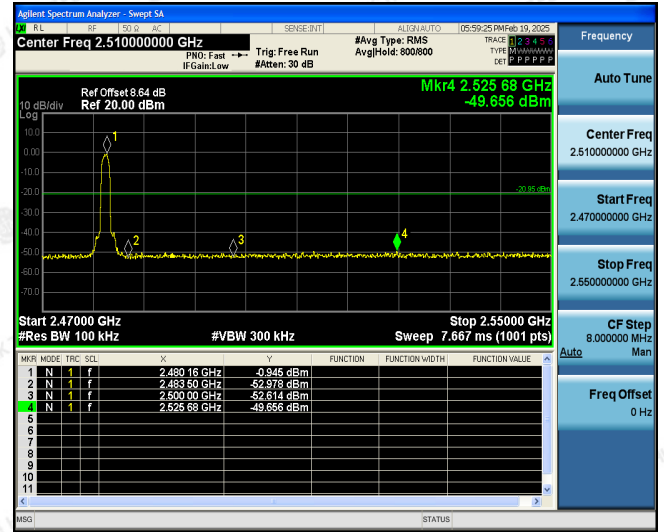 Agilent Spectrum Analyzer - Swept SA
LXI RL RF 50 Ω AC SENSE:INT ALIGN AUTO 05:59:25 PM Feb 19, 2025
Center Freq 2.510000000 GHz #Avg Type: RMS TRACE 1 2 3 4 5 6
PNO: Fast Trig: Free Run Avg|Hold: 800/800 TYPE M
IFGain:Low #Atten: 30 dB DET P P P P P P
Mkr4 2.525 68 GHz
-49.656 dBm
Ref Offset 8.64 dB
10 dB/div Ref 20.00 dBm
Log
10.0
0.00
-10.0
-20.0
-30.0
-40.0
-50.0
-60.0
-70.0
1
2
3
4
-20.95 dBm
Start 2.47000 GHz Stop 2.55000 GHz
#Res BW 100 kHz #VBW 300 kHz Sweep 7.667 ms (1001 pts)
MKR MODE TRC SCL X Y FUNCTION FUNCTION WIDTH FUNCTION VALUE
1 N 1 f 2.480 16 GHz -0.945 dBm
2 N 1 f 2.483 50 GHz -52.978 dBm
3 N 1 f 2.500 00 GHz -52.614 dBm
4 N 1 f 2.525 68 GHz -49.656 dBm
5
6
7
8
9
10
11
MSG STATUS
Frequency
Auto Tune
Center Freq
2.510000000 GHz
Start Freq
2.470000000 GHz
Stop Freq
2.550000000 GHz
CF Step
8.000000 MHz
Auto Man
Freq Offset
0 Hz